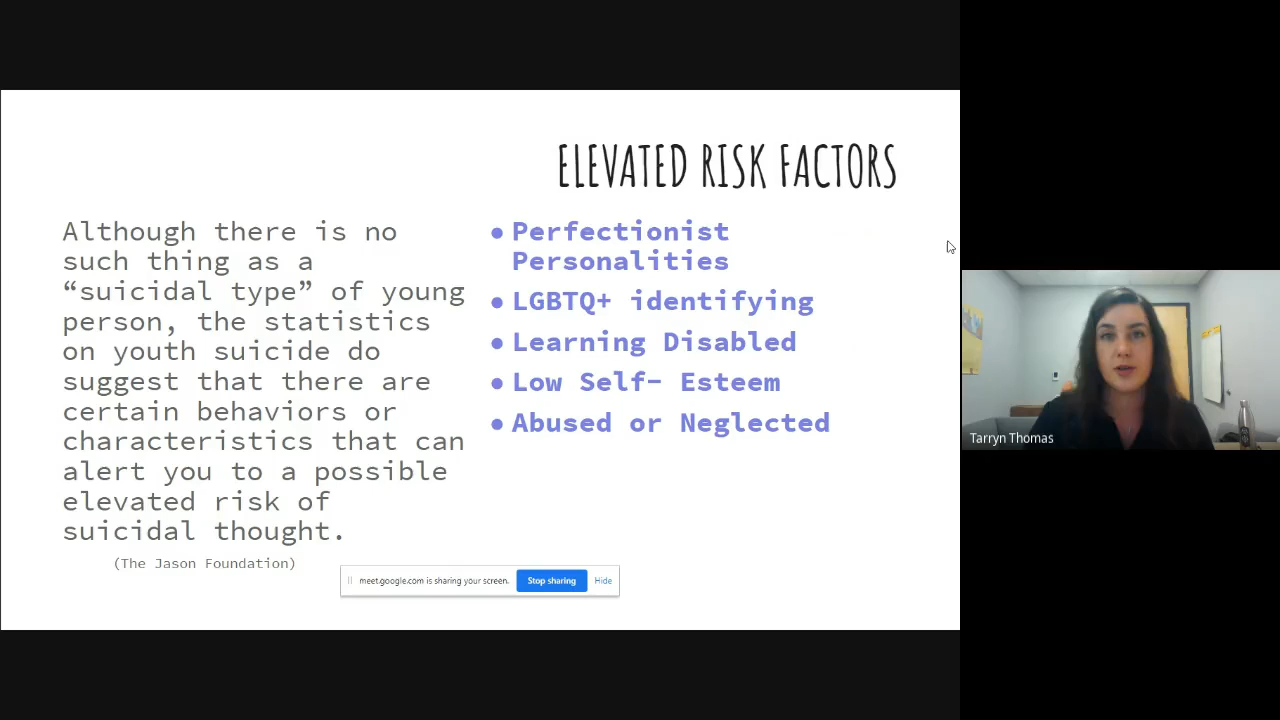 ELEVATED RISK FACTORS
Although there is no
such thing as a
“suicidal type” of young
person, the statistics
on youth suicide do
suggest that there are
certain behaviors or
characteristics that can
alert you to a possible
elevated risk of
suicidal thought.
(The Jason Foundation)
● Perfectionist
Personalities
● LGBTQ+ identifying
● Learning Disabled
● Low Self- Esteem
● Abused or Neglected
meet.google.com is sharing your screen. Stop sharing Hide
Tarryn Thomas